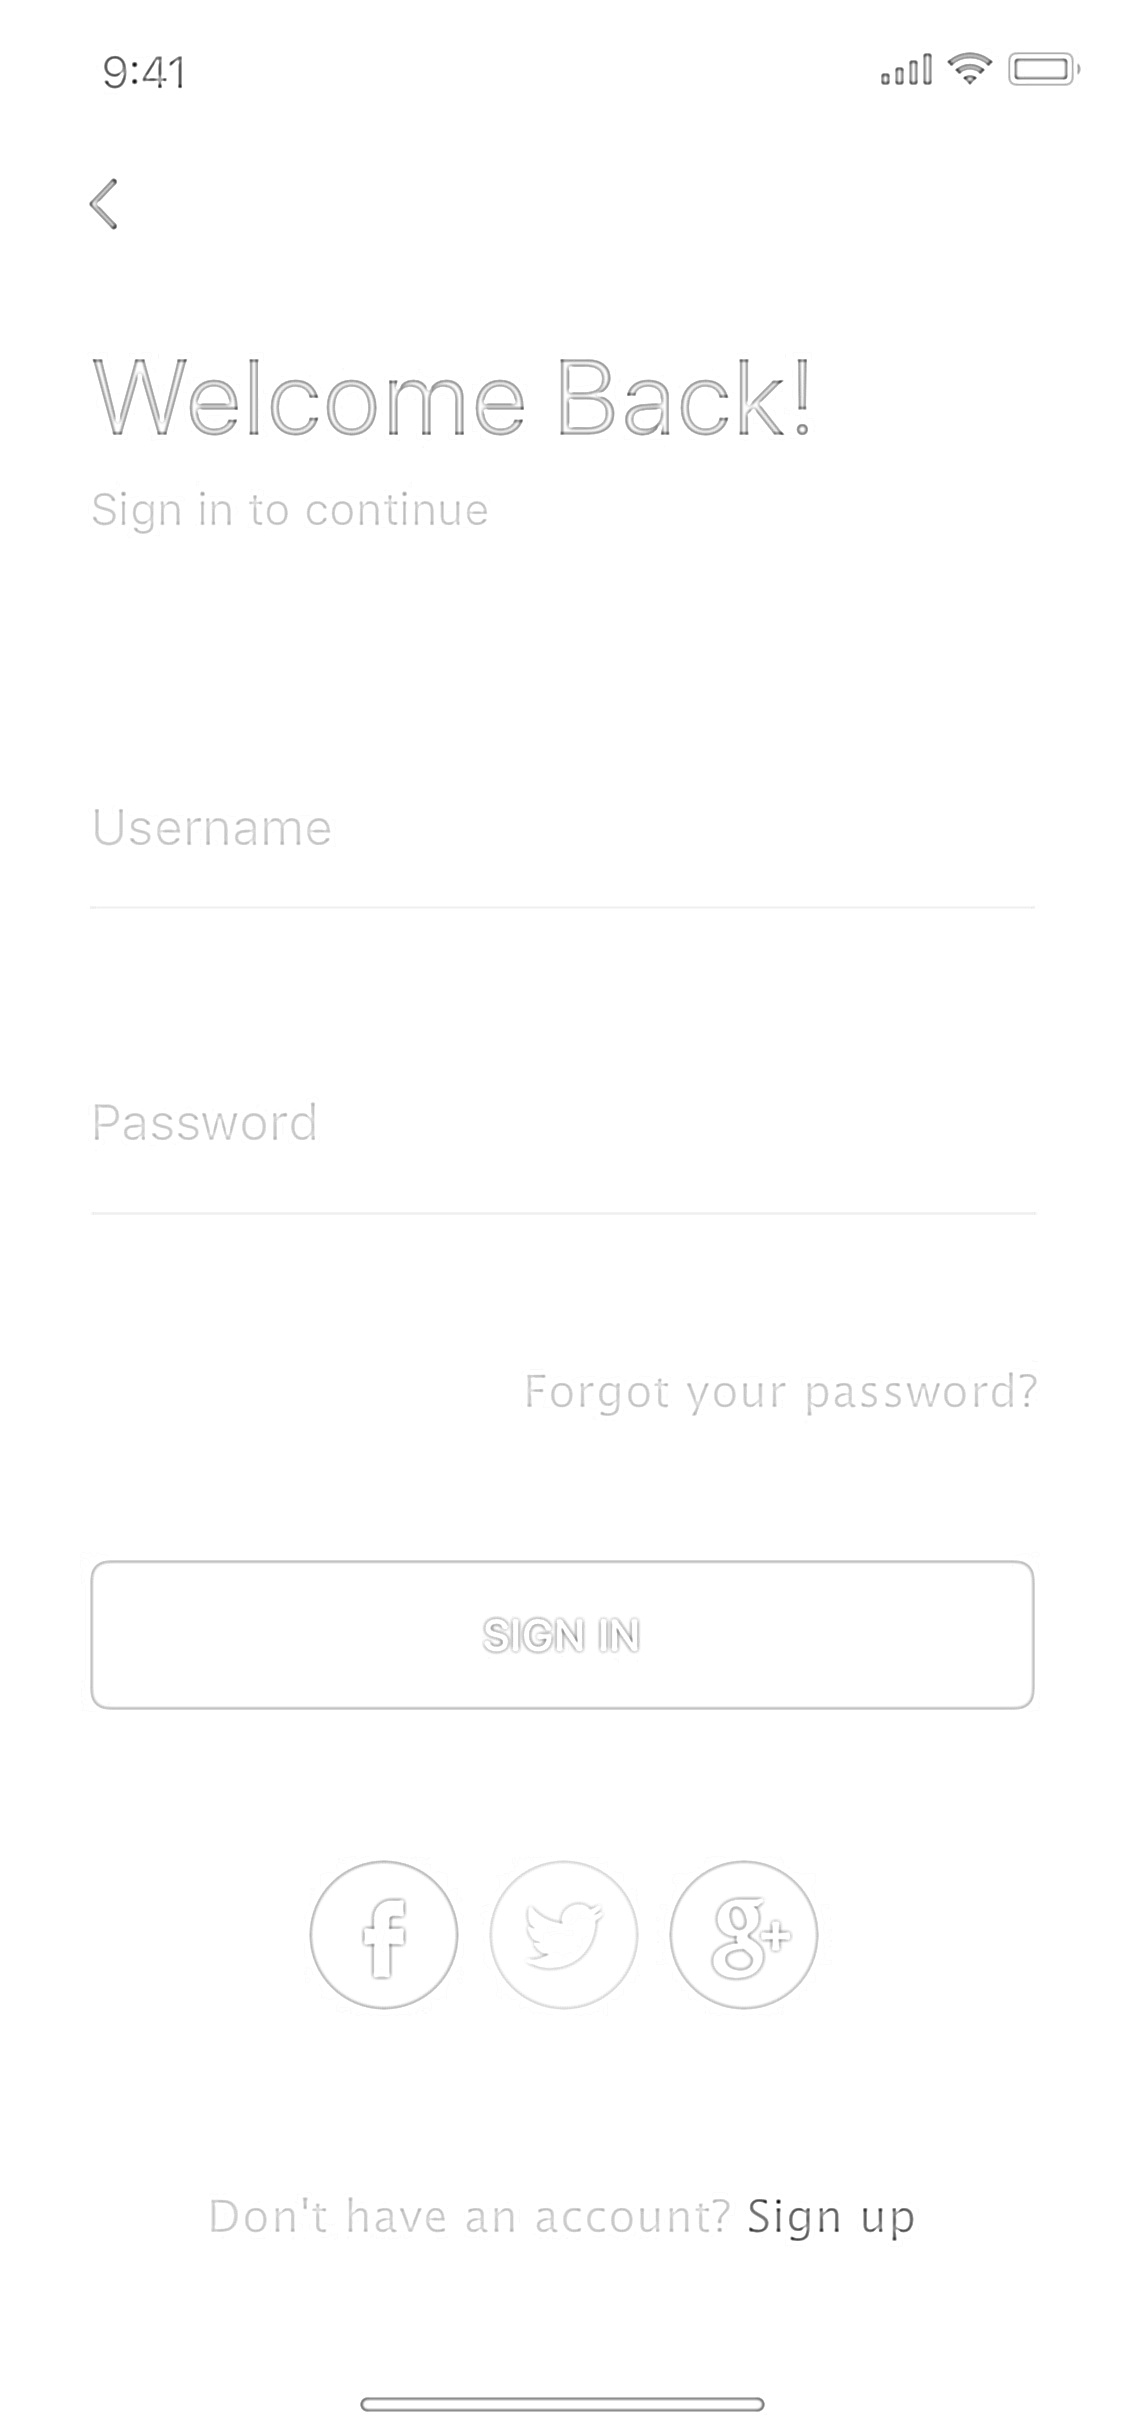 9:41
Welcome Back!
Sign in to continue
Username
Password
Forgot your password?
SIGN IN
f g+
Don't have an account? Sign up